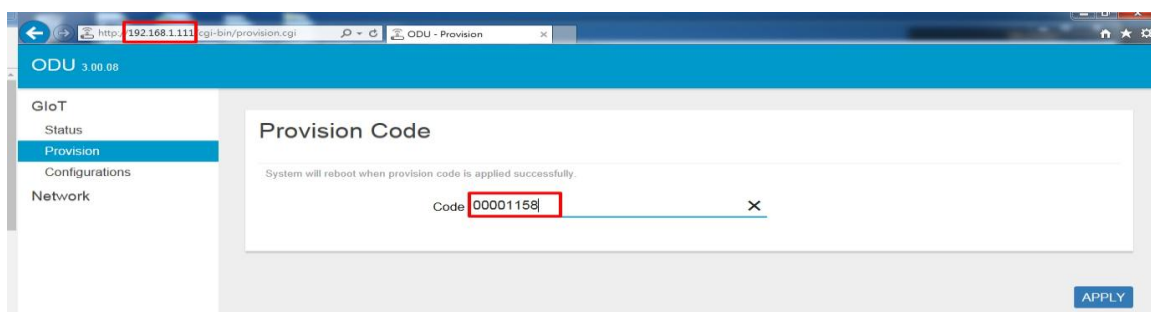 http://192.168.1.111/cgi-bin/provision.cgi
ODU - Provision
ODU 3.00.08
GIoT
Status
Provision
Configurations
Network
Provision Code
System will reboot when provision code is applied successfully.
Code 00001158
APPLY